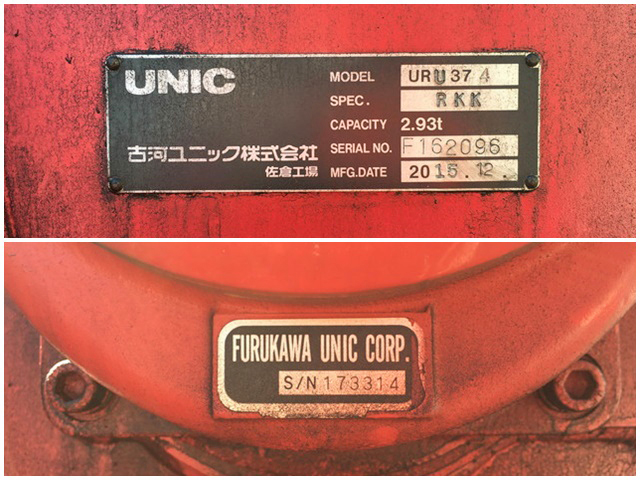 UNIC
MODEL URU374
SPEC. RKK
CAPACITY 2.93t
古河ユニック株式会社 SERIAL NO. F162096
佐倉工場 MFG.DATE 2015.12.
FURUKAWA UNIC CORP.
S/N 173314